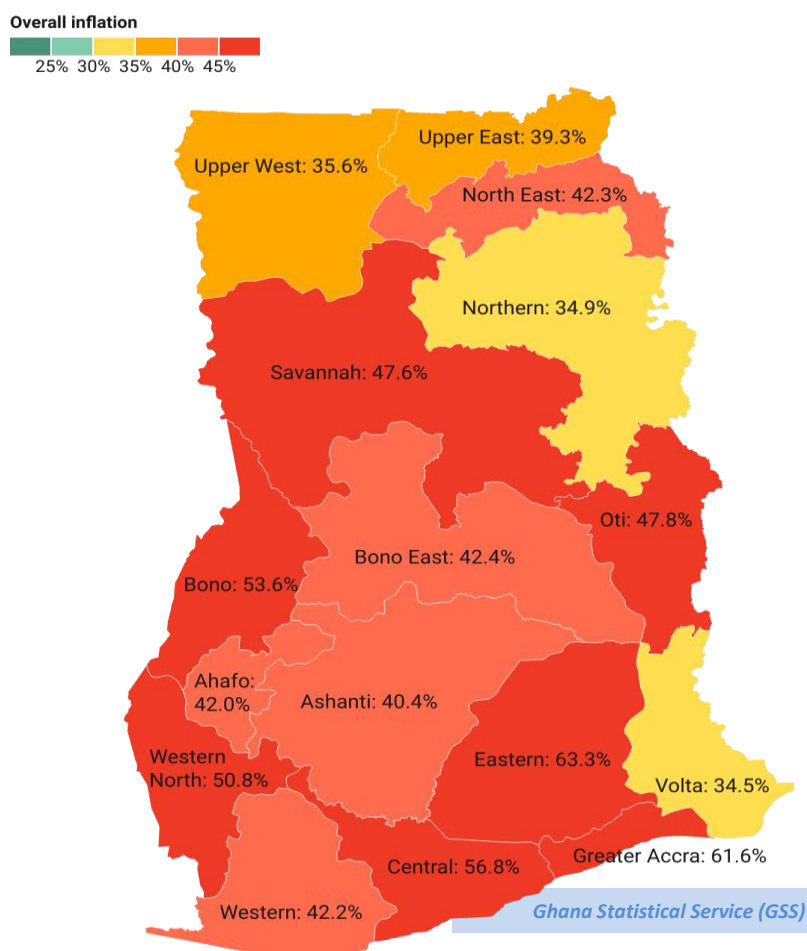 Overall inflation
25% 30% 35% 40% 45%
Upper East: 39.3%
Upper West: 35.6%
North East: 42.3%
Northern: 34.9%
Savannah: 47.6%
Oti: 47.8%
Bono East: 42.4%
Bono: 53.6%
Ahafo:
42.0%
Ashanti: 40.4%
Western
North: 50.8%
Eastern: 63.3%
Volta: 34.5%
Greater Accra: 61.6%
Central: 56.8%
Western: 42.2%
Ghana Statistical Service (GSS)